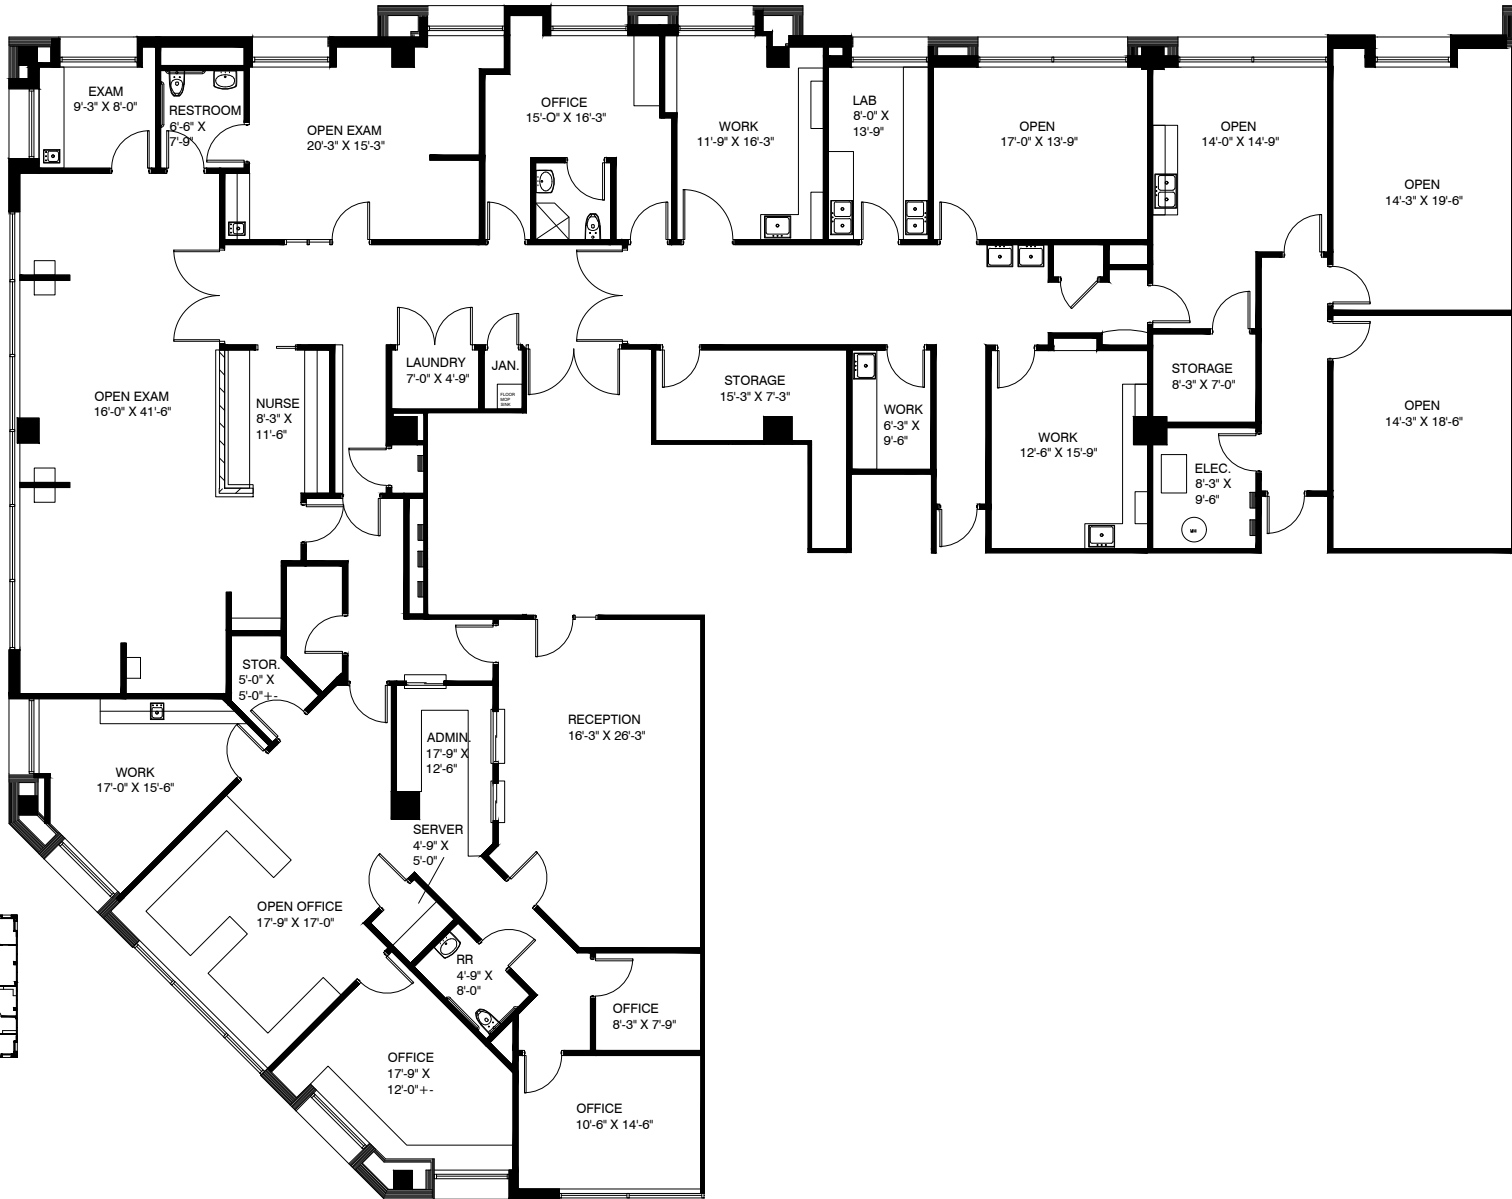 EXAM
9'-3" X 8'-0"
RESTROOM
6'-6" X
7'-9"
OPEN EXAM
20'-3" X 15'-3"
OFFICE
15'-O" X 16'-3"
WORK
11'-9" X 16'-3"
LAB
8'-0" X
13'-9"
OPEN
17'-0" X 13'-9"
OPEN
14'-0" X 14'-9"
OPEN
14'-3" X 19'-6"
OPEN EXAM
16'-0" X 41'-6"
NURSE
8'-3" X
11'-6"
LAUNDRY
7'-0" X 4'-9"
JAN.
FLOOR
MOP
SINK
STORAGE
15'-3" X 7'-3"
WORK
6'-3" X
9'-6"
WORK
12'-6" X 15'-9"
STORAGE
8'-3" X 7'-0"
ELEC.
8'-3" X
9'-6"
OPEN
14'-3" X 18'-6"
STOR.
5'-0" X
5'-0"+-
WORK
17'-0" X 15'-6"
ADMIN.
17'-9" X
12'-6"
RECEPTION
16'-3" X 26'-3"
SERVER
4'-9" X
5'-0"
OPEN OFFICE
17'-9" X 17'-0"
RR
4'-9" X
8'-0"
OFFICE
8'-3" X 7'-9"
OFFICE
17'-9" X
12'-0"+-
OFFICE
10'-6" X 14'-6"